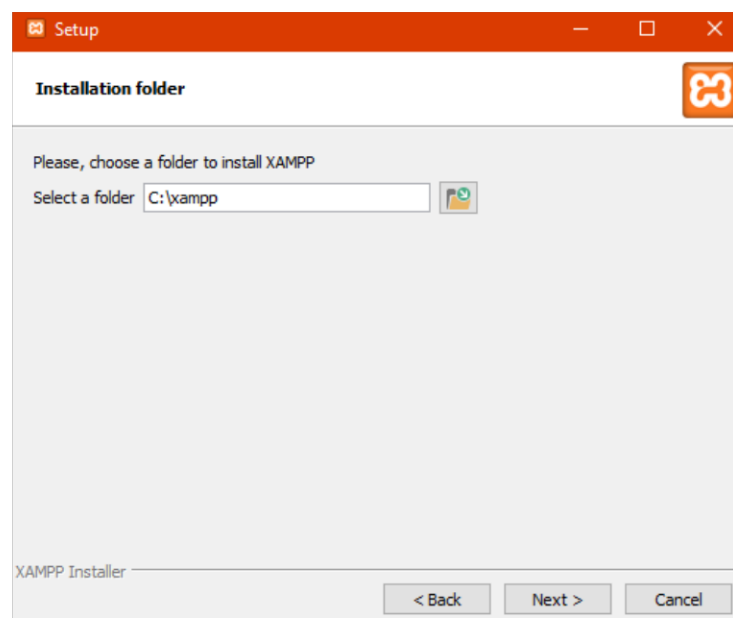 Setup
Installation folder
Please, choose a folder to install XAMPP
Select a folder C:\xampp
XAMPP Installer
< Back Next > Cancel